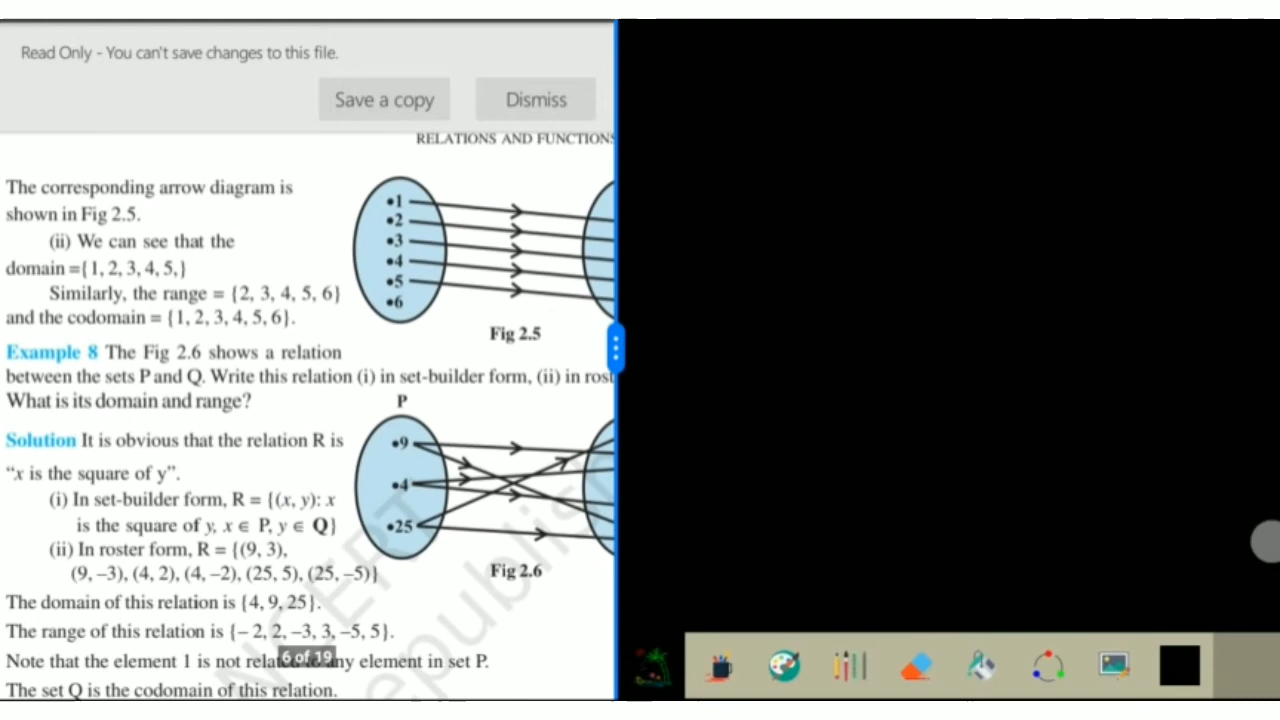 Read Only - You can't save changes to this file.
Save a copy
Dismiss
RELATIONS AND FUNCTIONS
The corresponding arrow diagram is
shown in Fig 2.5.
(ii) We can see that the
domain ={1, 2, 3, 4, 5,}
Similarly, the range = {2, 3, 4, 5, 6}
and the codomain = {1, 2, 3, 4, 5, 6}.
•1
•2
•3
•4
•5
•6
Fig 2.5
Example 8 The Fig 2.6 shows a relation
between the sets P and Q. Write this relation (i) in set-builder form, (ii) in
What is its domain and range?
P
•9
•4
•25
Fig 2.6
Solution It is obvious that the relation R is
“x is the square of y”.
(i) In set-builder form, R = {(x, y): x
is the square of y, x ∈ P, y ∈ Q}
(ii) In roster form, R = {(9, 3),
(9, –3), (4, 2), (4, –2), (25, 5), (25, –5)}
The domain of this relation is {4, 9, 25}.
The range of this relation is {– 2, 2, –3, 3, –5, 5}.
Note that the element 1 is not any element in set P.
6 of 19
The set Q is the codomain of this relation.
NCERT